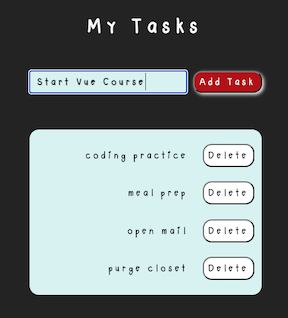 My Tasks
Start Vue Course Add Task
coding practice Delete
meal prep Delete
open mail Delete
purge closet Delete